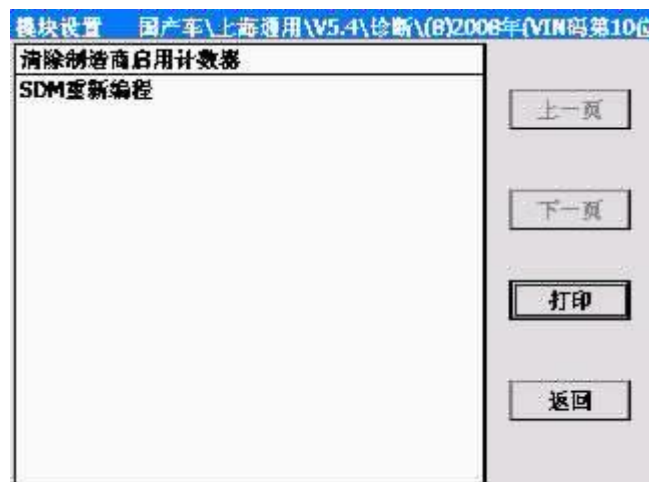 模块设置 国产车\上海通用\V5.4\诊断\(8)2008年(VIN码第10位
清除制造商启用计数器
SDM重新编程
上一页
下一页
打印
返回